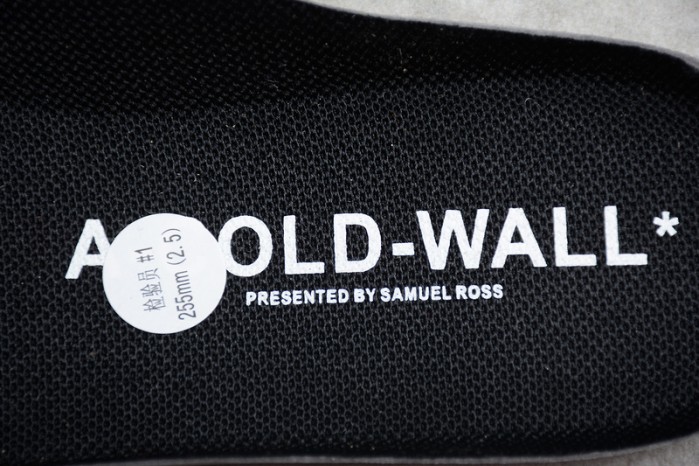 A OLD-WALL*
PRESENTED BY SAMUEL ROSS
检验员 #1
255mm (2.5)